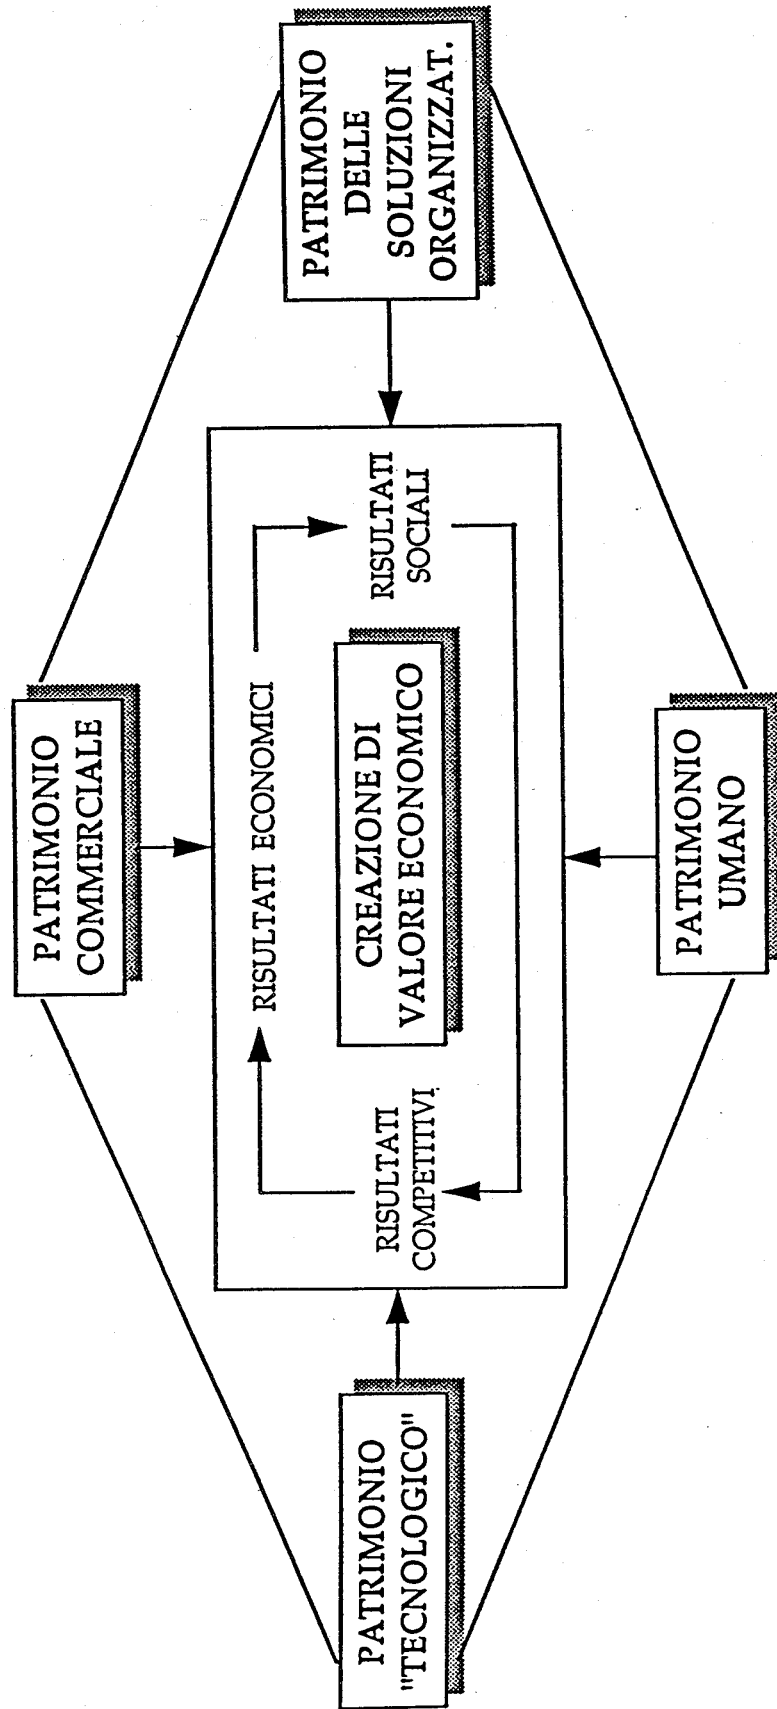 PATRIMONIO
COMMERCIALE
PATRIMONIO
"TECNOLOGICO"
RISULTATI ECONOMICI
RISULTATI
COMPETITIVI
CREAZIONE DI
VALORE ECONOMICO
RISULTATI
SOCIALI
PATRIMONIO
DELLE
SOLUZIONI
ORGANIZZAT.
PATRIMONIO
UMANO